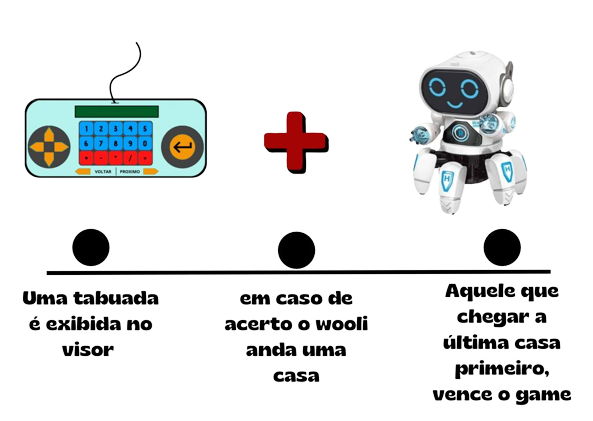 1 2 3 4 5
6 7 8 9 0
VOLTAR PROXIMO
Uma tabuada
é exibida no
visor
em caso de
acerto o wooli
anda uma
casa
Aquele que
chegar a
última casa
primeiro,
vence o game